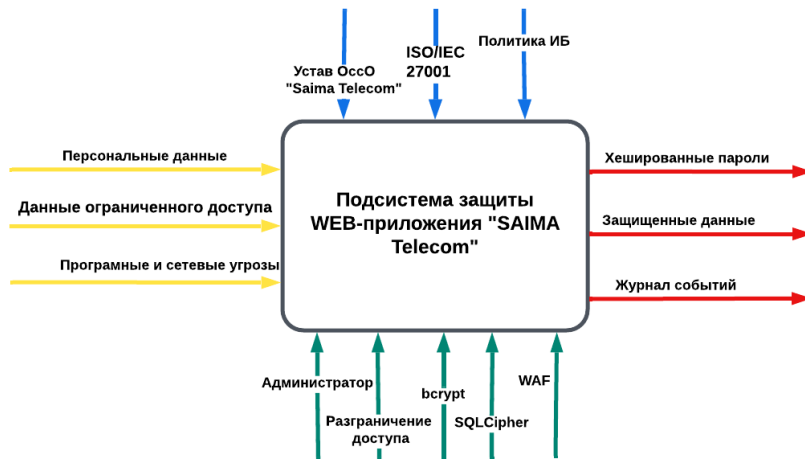 Устав ОссО
"Saima Telecom"
ISO/IEC
27001
Политика ИБ
Персональные данные
Данные ограниченного доступа
Програмные и сетевые угрозы
Подсистема защиты
WEB-приложения "SAIMA
Telecom"
Хешированные пароли
Защищенные данные
Журнал событий
Администратор
Разграничение
доступа
bcrypt
SQLCipher
WAF